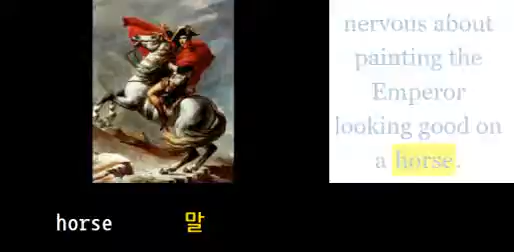 nervous about
painting the
Emperor
looking good on
a horse.
horse 말